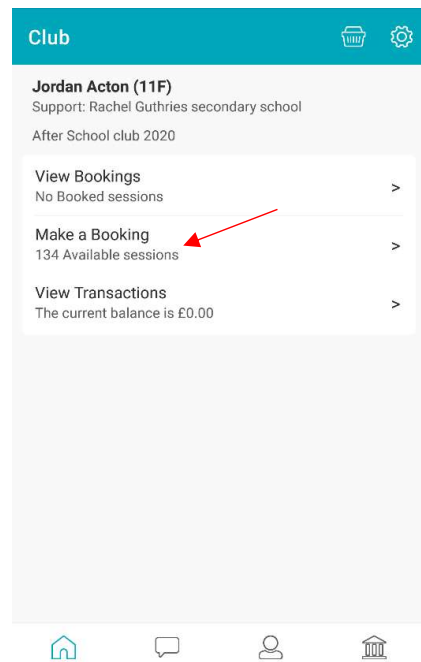 Club
Jordan Acton (11F)
Support: Rachel Guthries secondary school
After School club 2020
View Bookings
No Booked sessions
>
Make a Booking
134 Available sessions
>
View Transactions
The current balance is £0.00
>